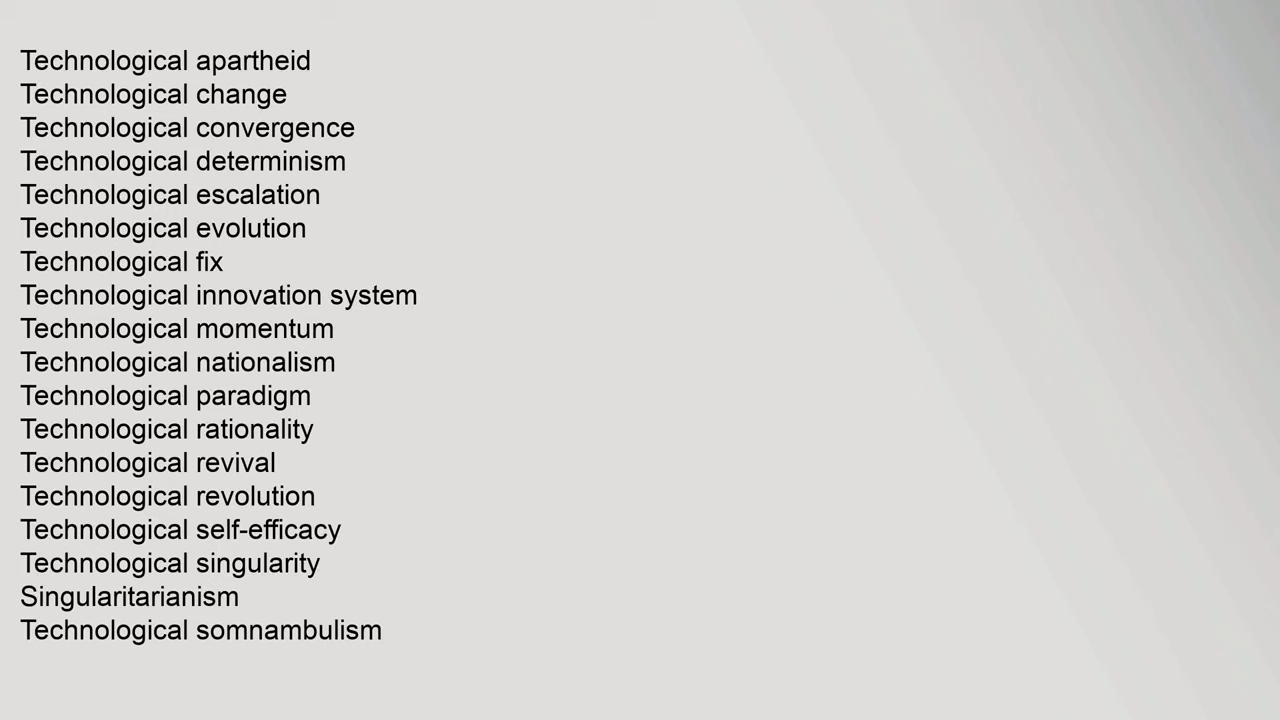 Technological apartheid
Technological change
Technological convergence
Technological determinism
Technological escalation
Technological evolution
Technological fix
Technological innovation system
Technological momentum
Technological nationalism
Technological paradigm
Technological rationality
Technological revival
Technological revolution
Technological self-efficacy
Technological singularity
Singularitarianism
Technological somnambulism